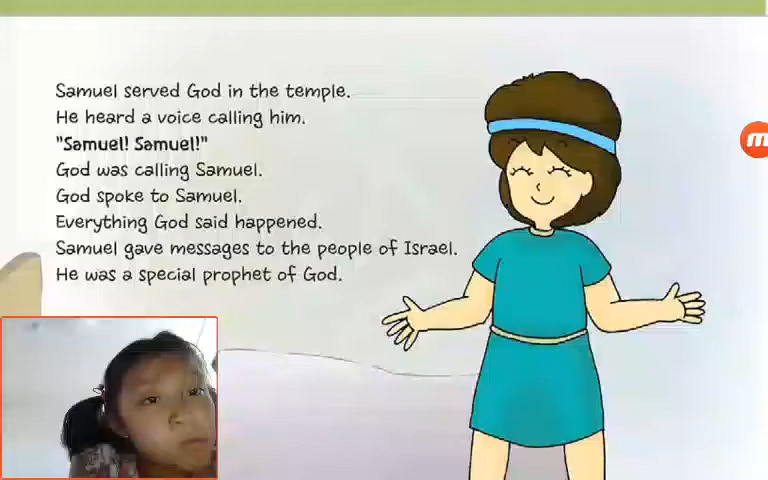 Samuel served God in the temple.
He heard a voice calling him.
"Samuel! Samuel!"
God was calling Samuel.
God spoke to Samuel.
Everything God said happened.
Samuel gave messages to the people of Israel.
He was a special prophet of God.